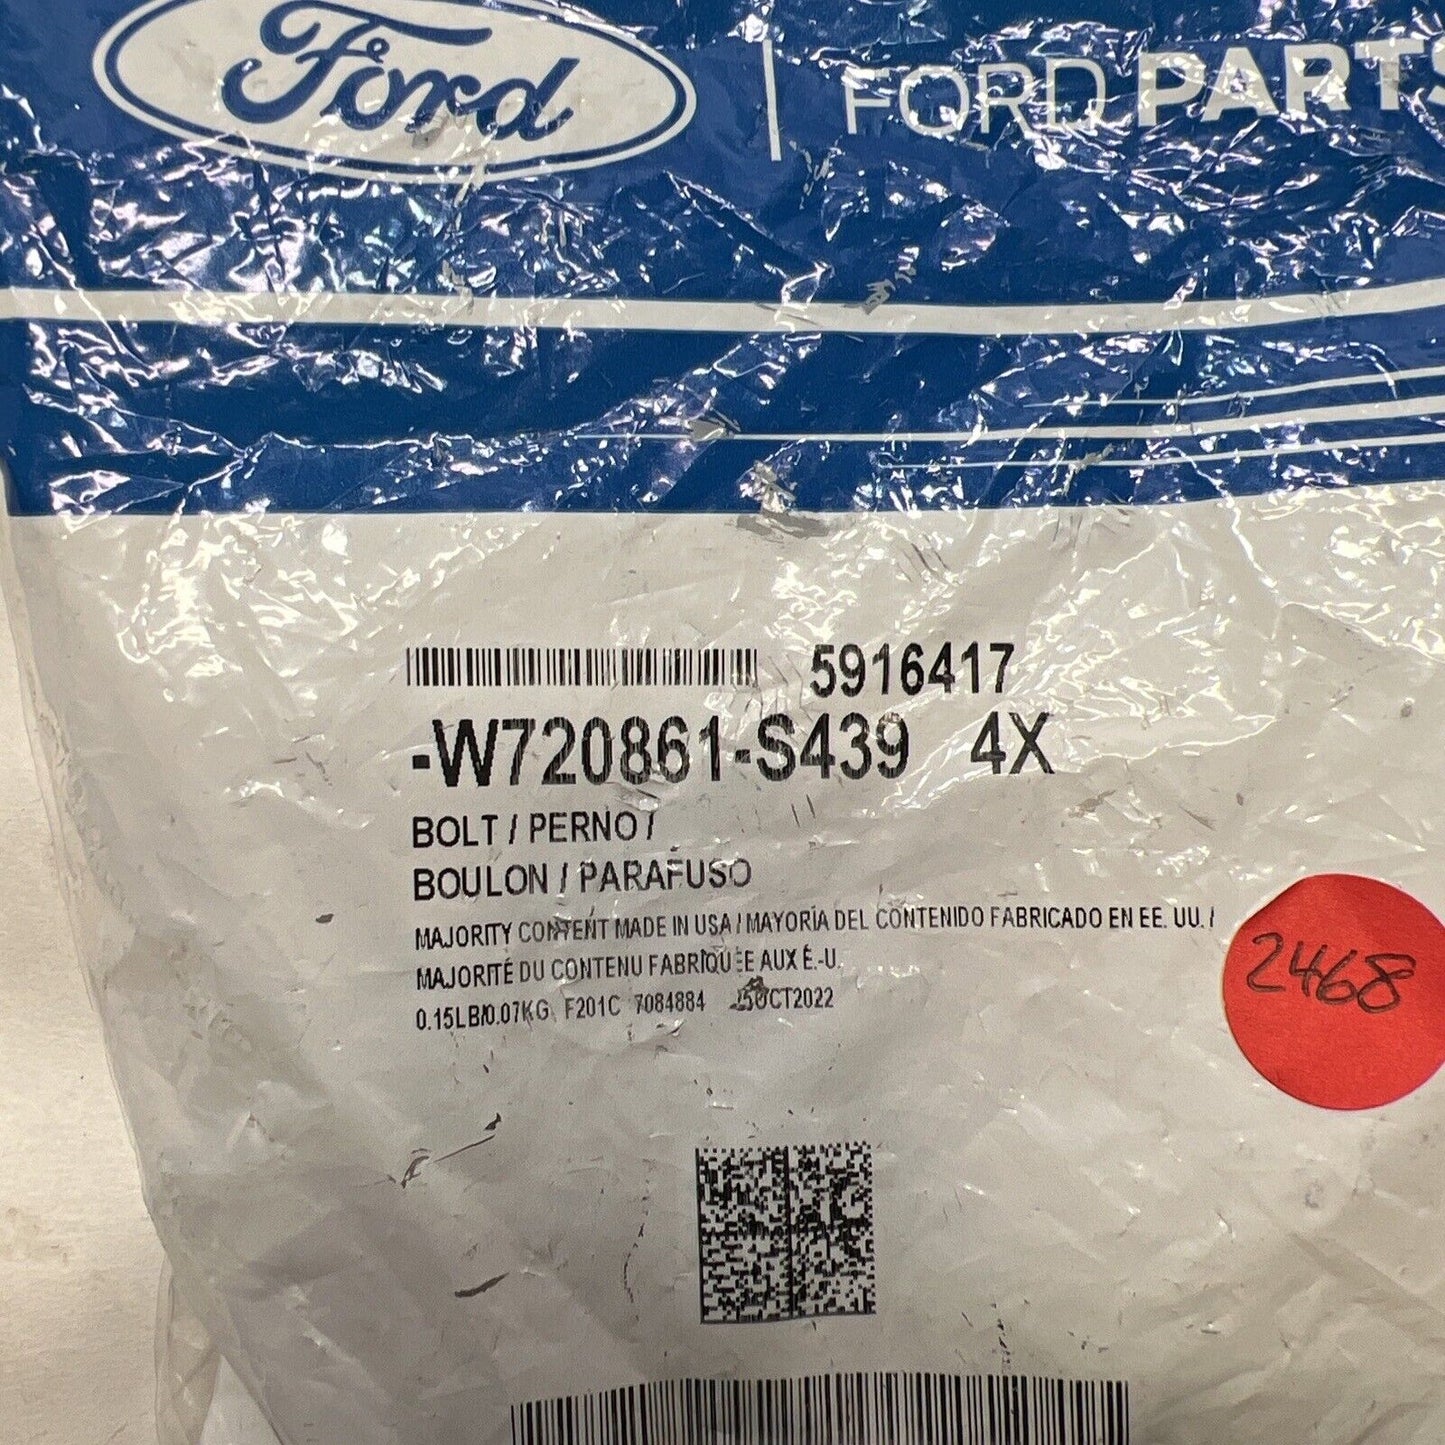 Ford | FORD PARTS
5916417
-W720861-S439 4X
BOLT / PERNO /
BOULON / PARAFUSO
MAJORITY CONTENT MADE IN USA / MAYORÍA DEL CONTENIDO FABRICADO EN EE. UU. /
MAJORITÉ DU CONTENU FABRIQUÉE AUX É.-U.
0.15LB/0.07KG F201C 7084884 25OCT2022
2468